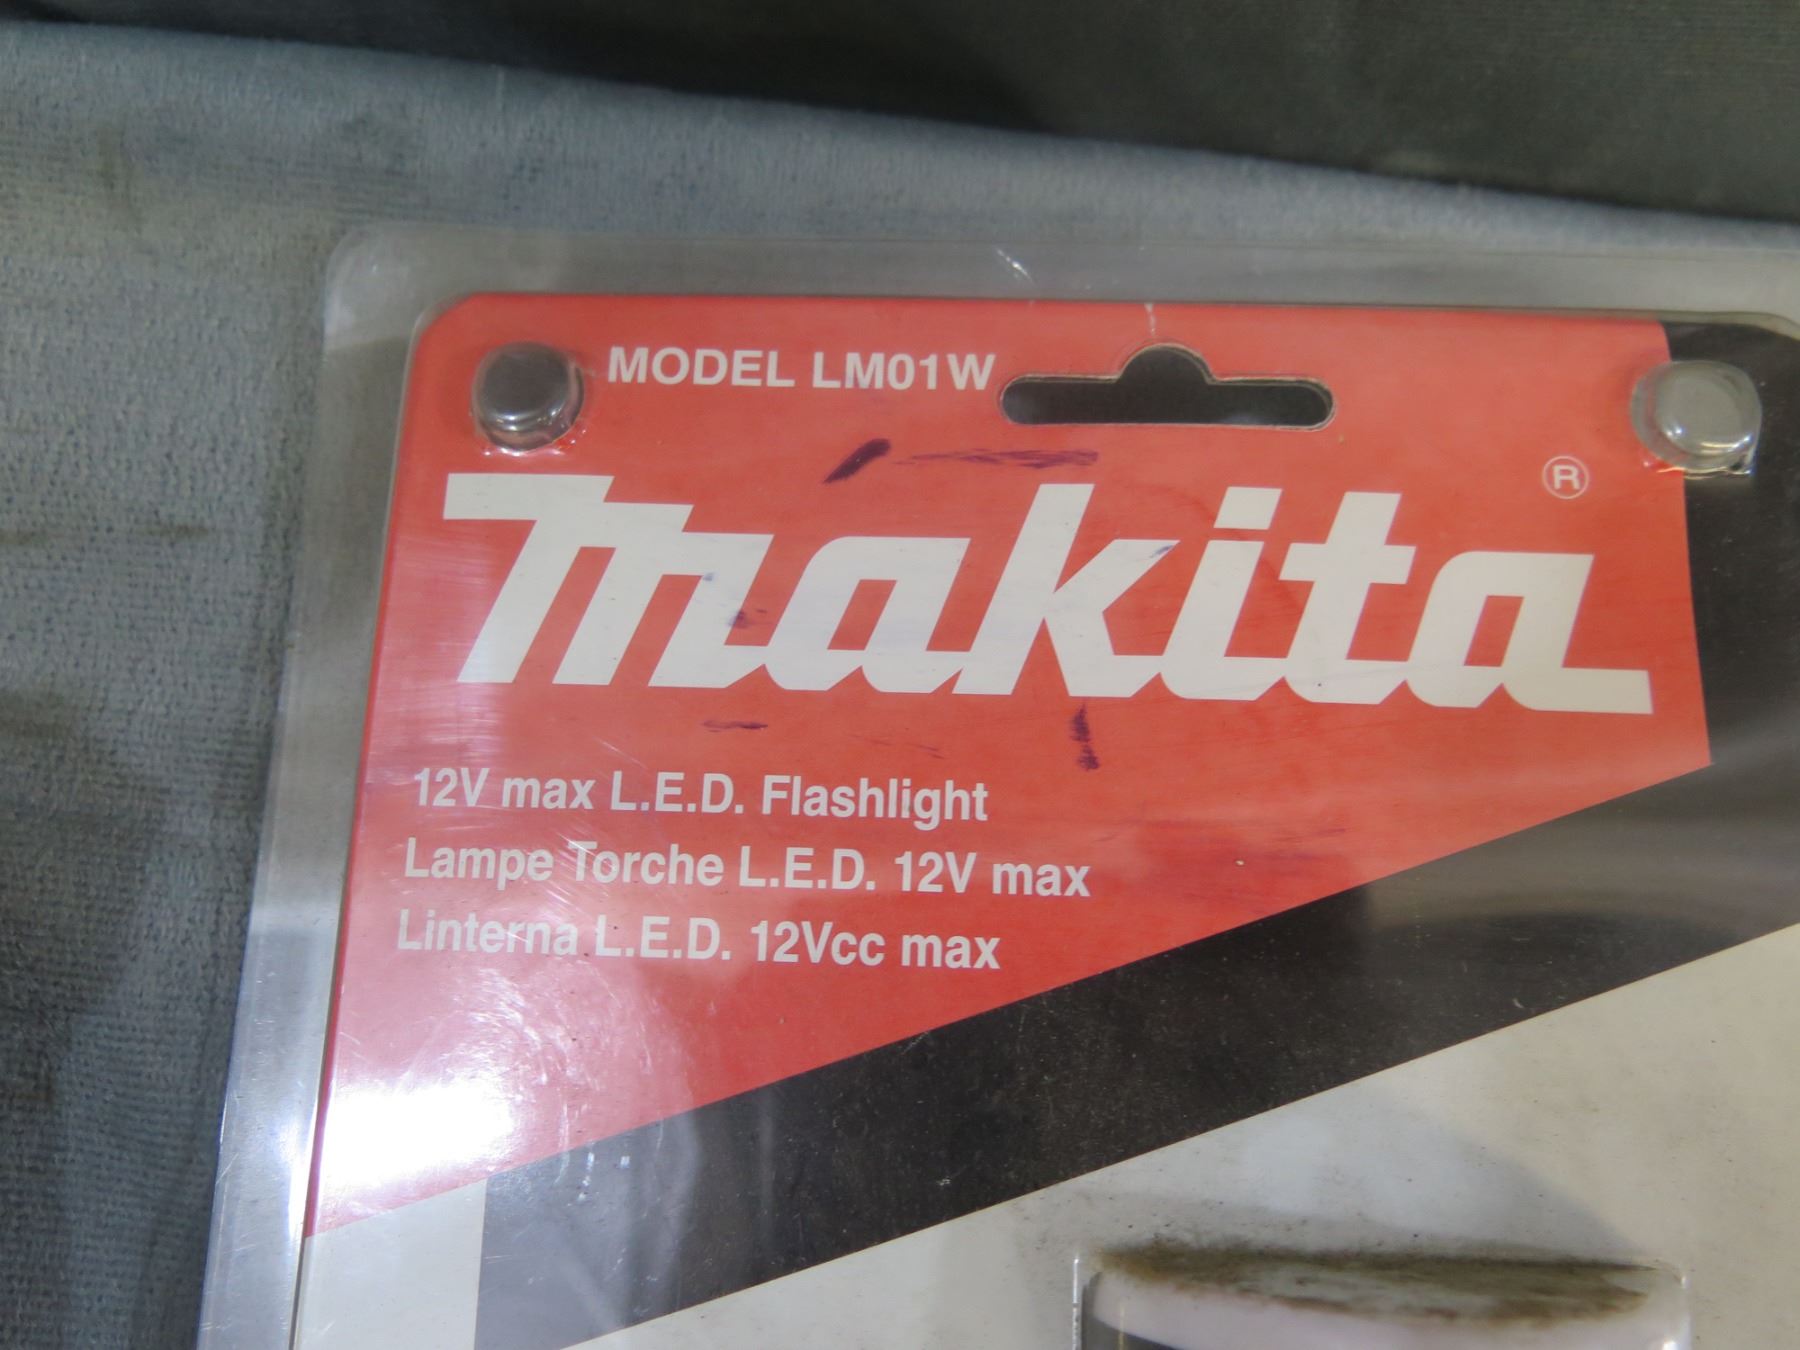 MODEL LM01W
makita®
12V max L.E.D. Flashlight
Lampe Torche L.E.D. 12V max
Linterna L.E.D. 12Vcc max